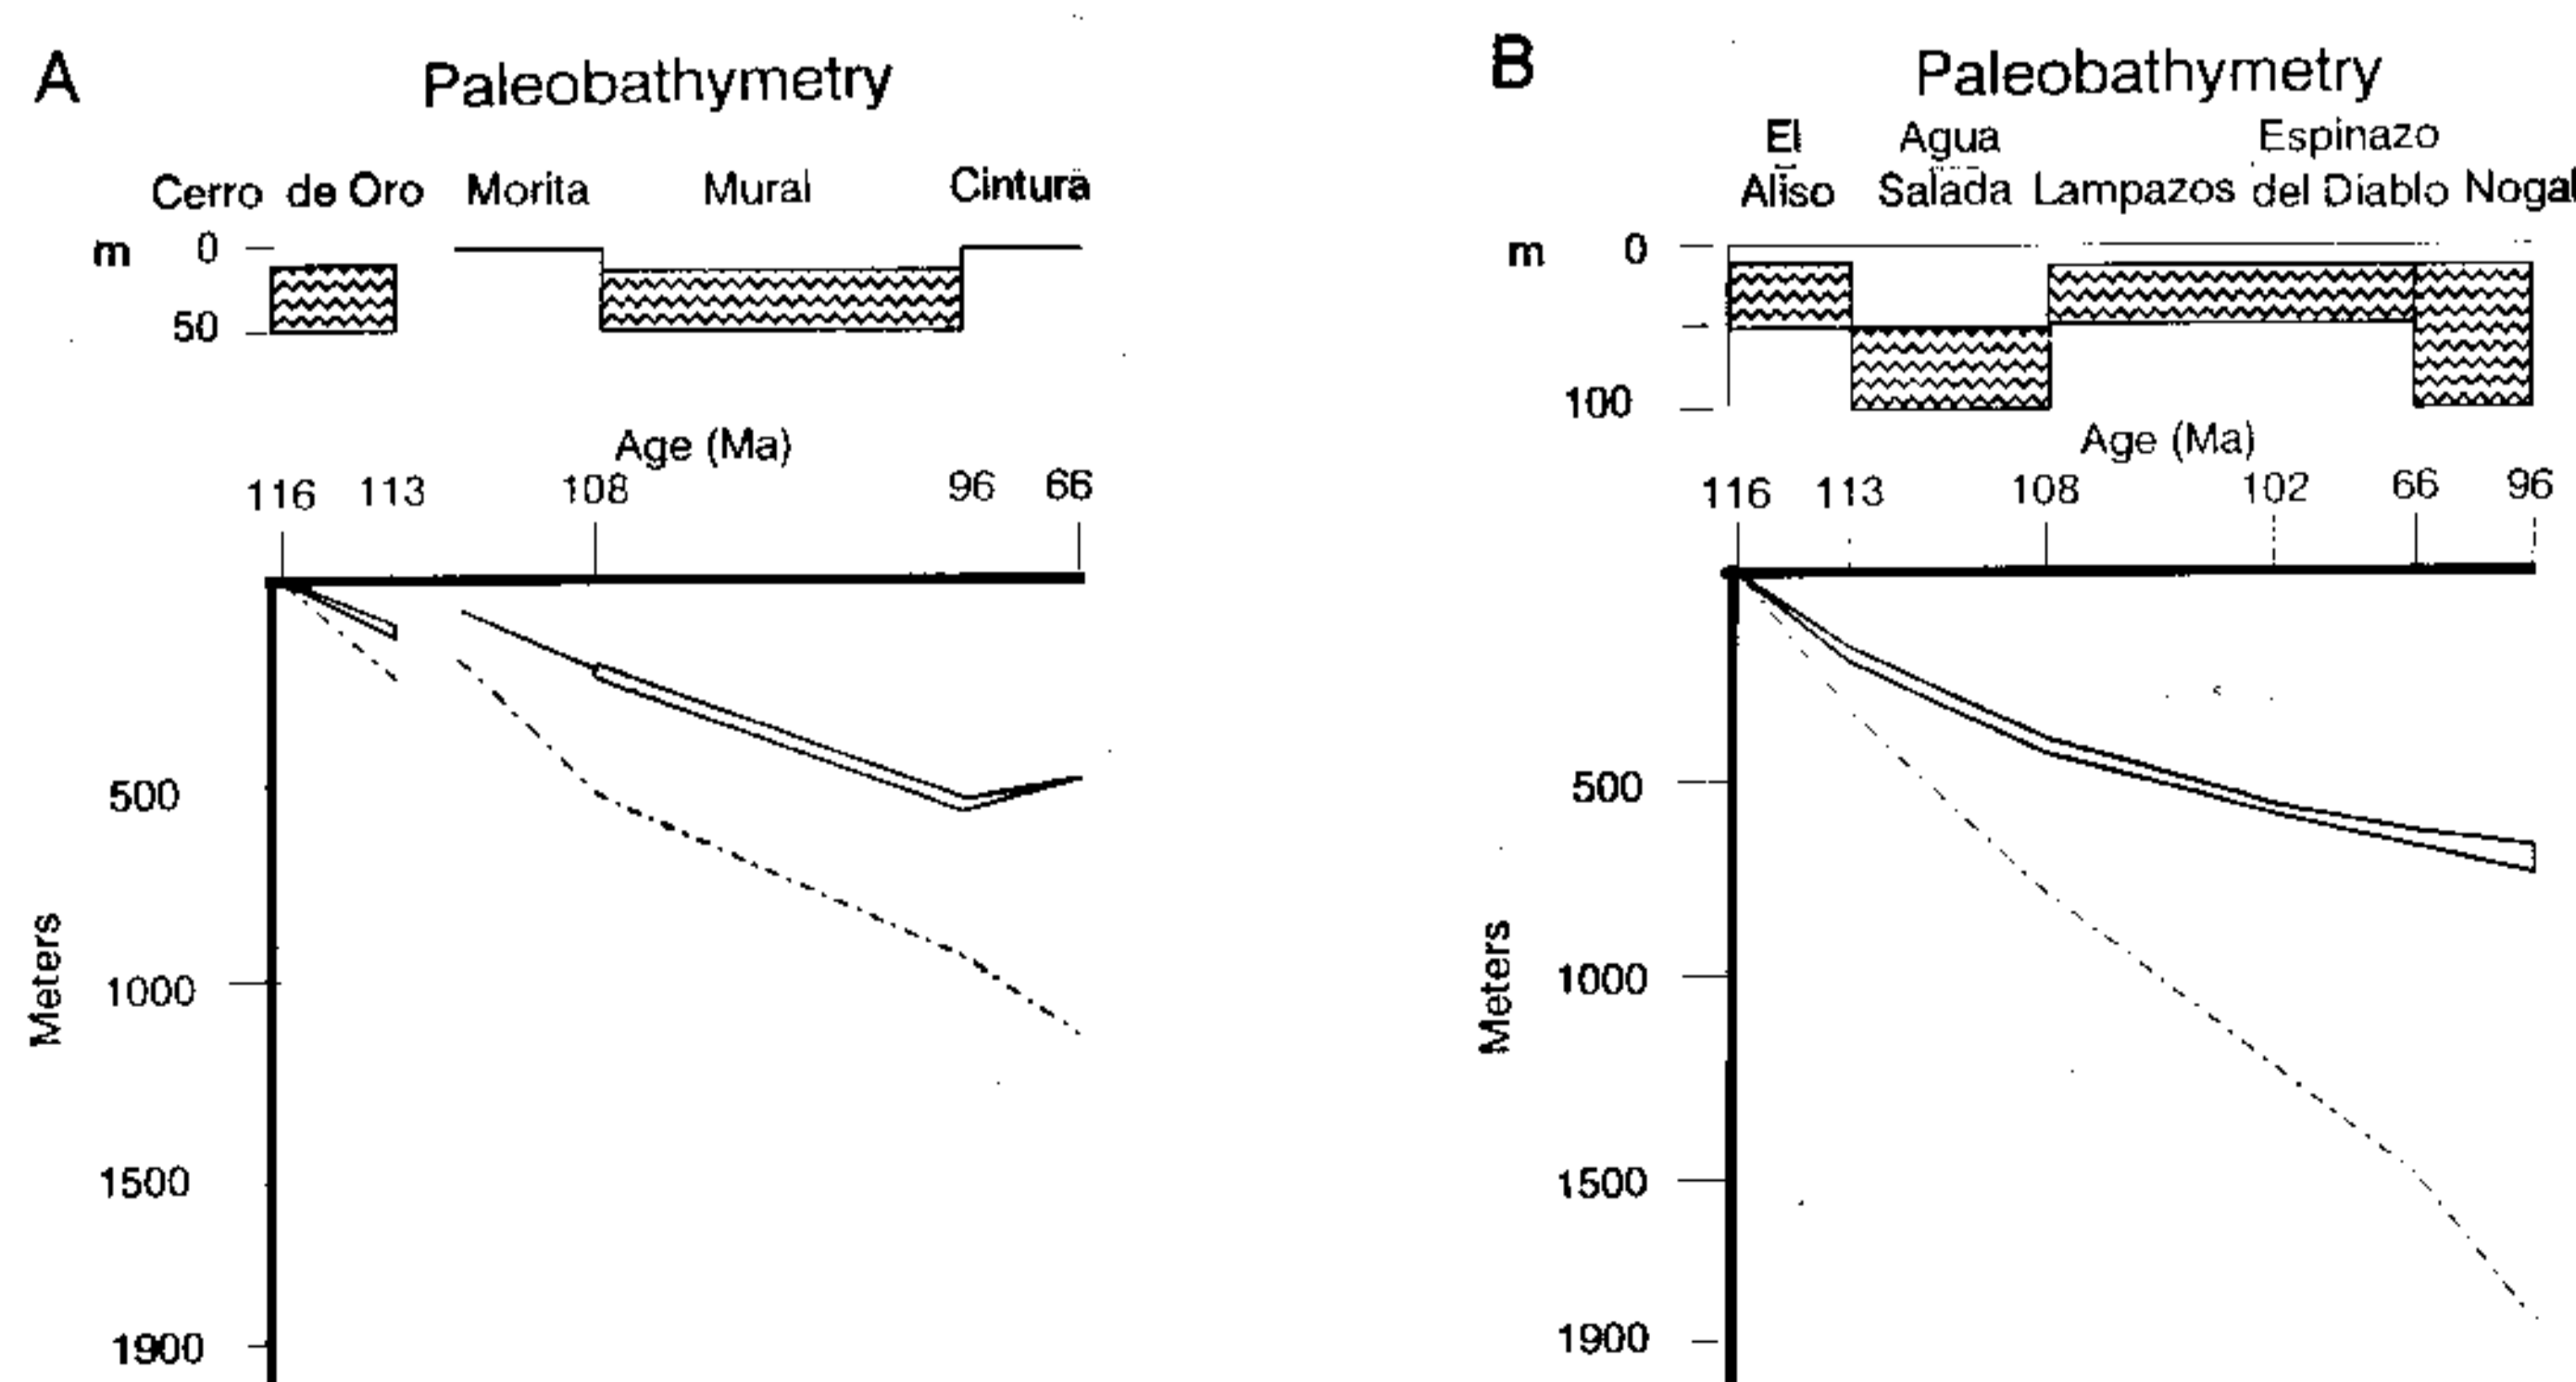 A
Paleobathymetry
Cerro de Oro Morita Mural Cintura
m 0
50
Age (Ma)
116 113 108 96 66
500
1000
1500
1900
Meters
B
Paleobathymetry
El Agua Espinazo
Aliso Salada Lampazos del Diablo Nogal
m 0
100
Age (Ma)
116 113 108 102 66 96
500
1000
1500
1900
Meters